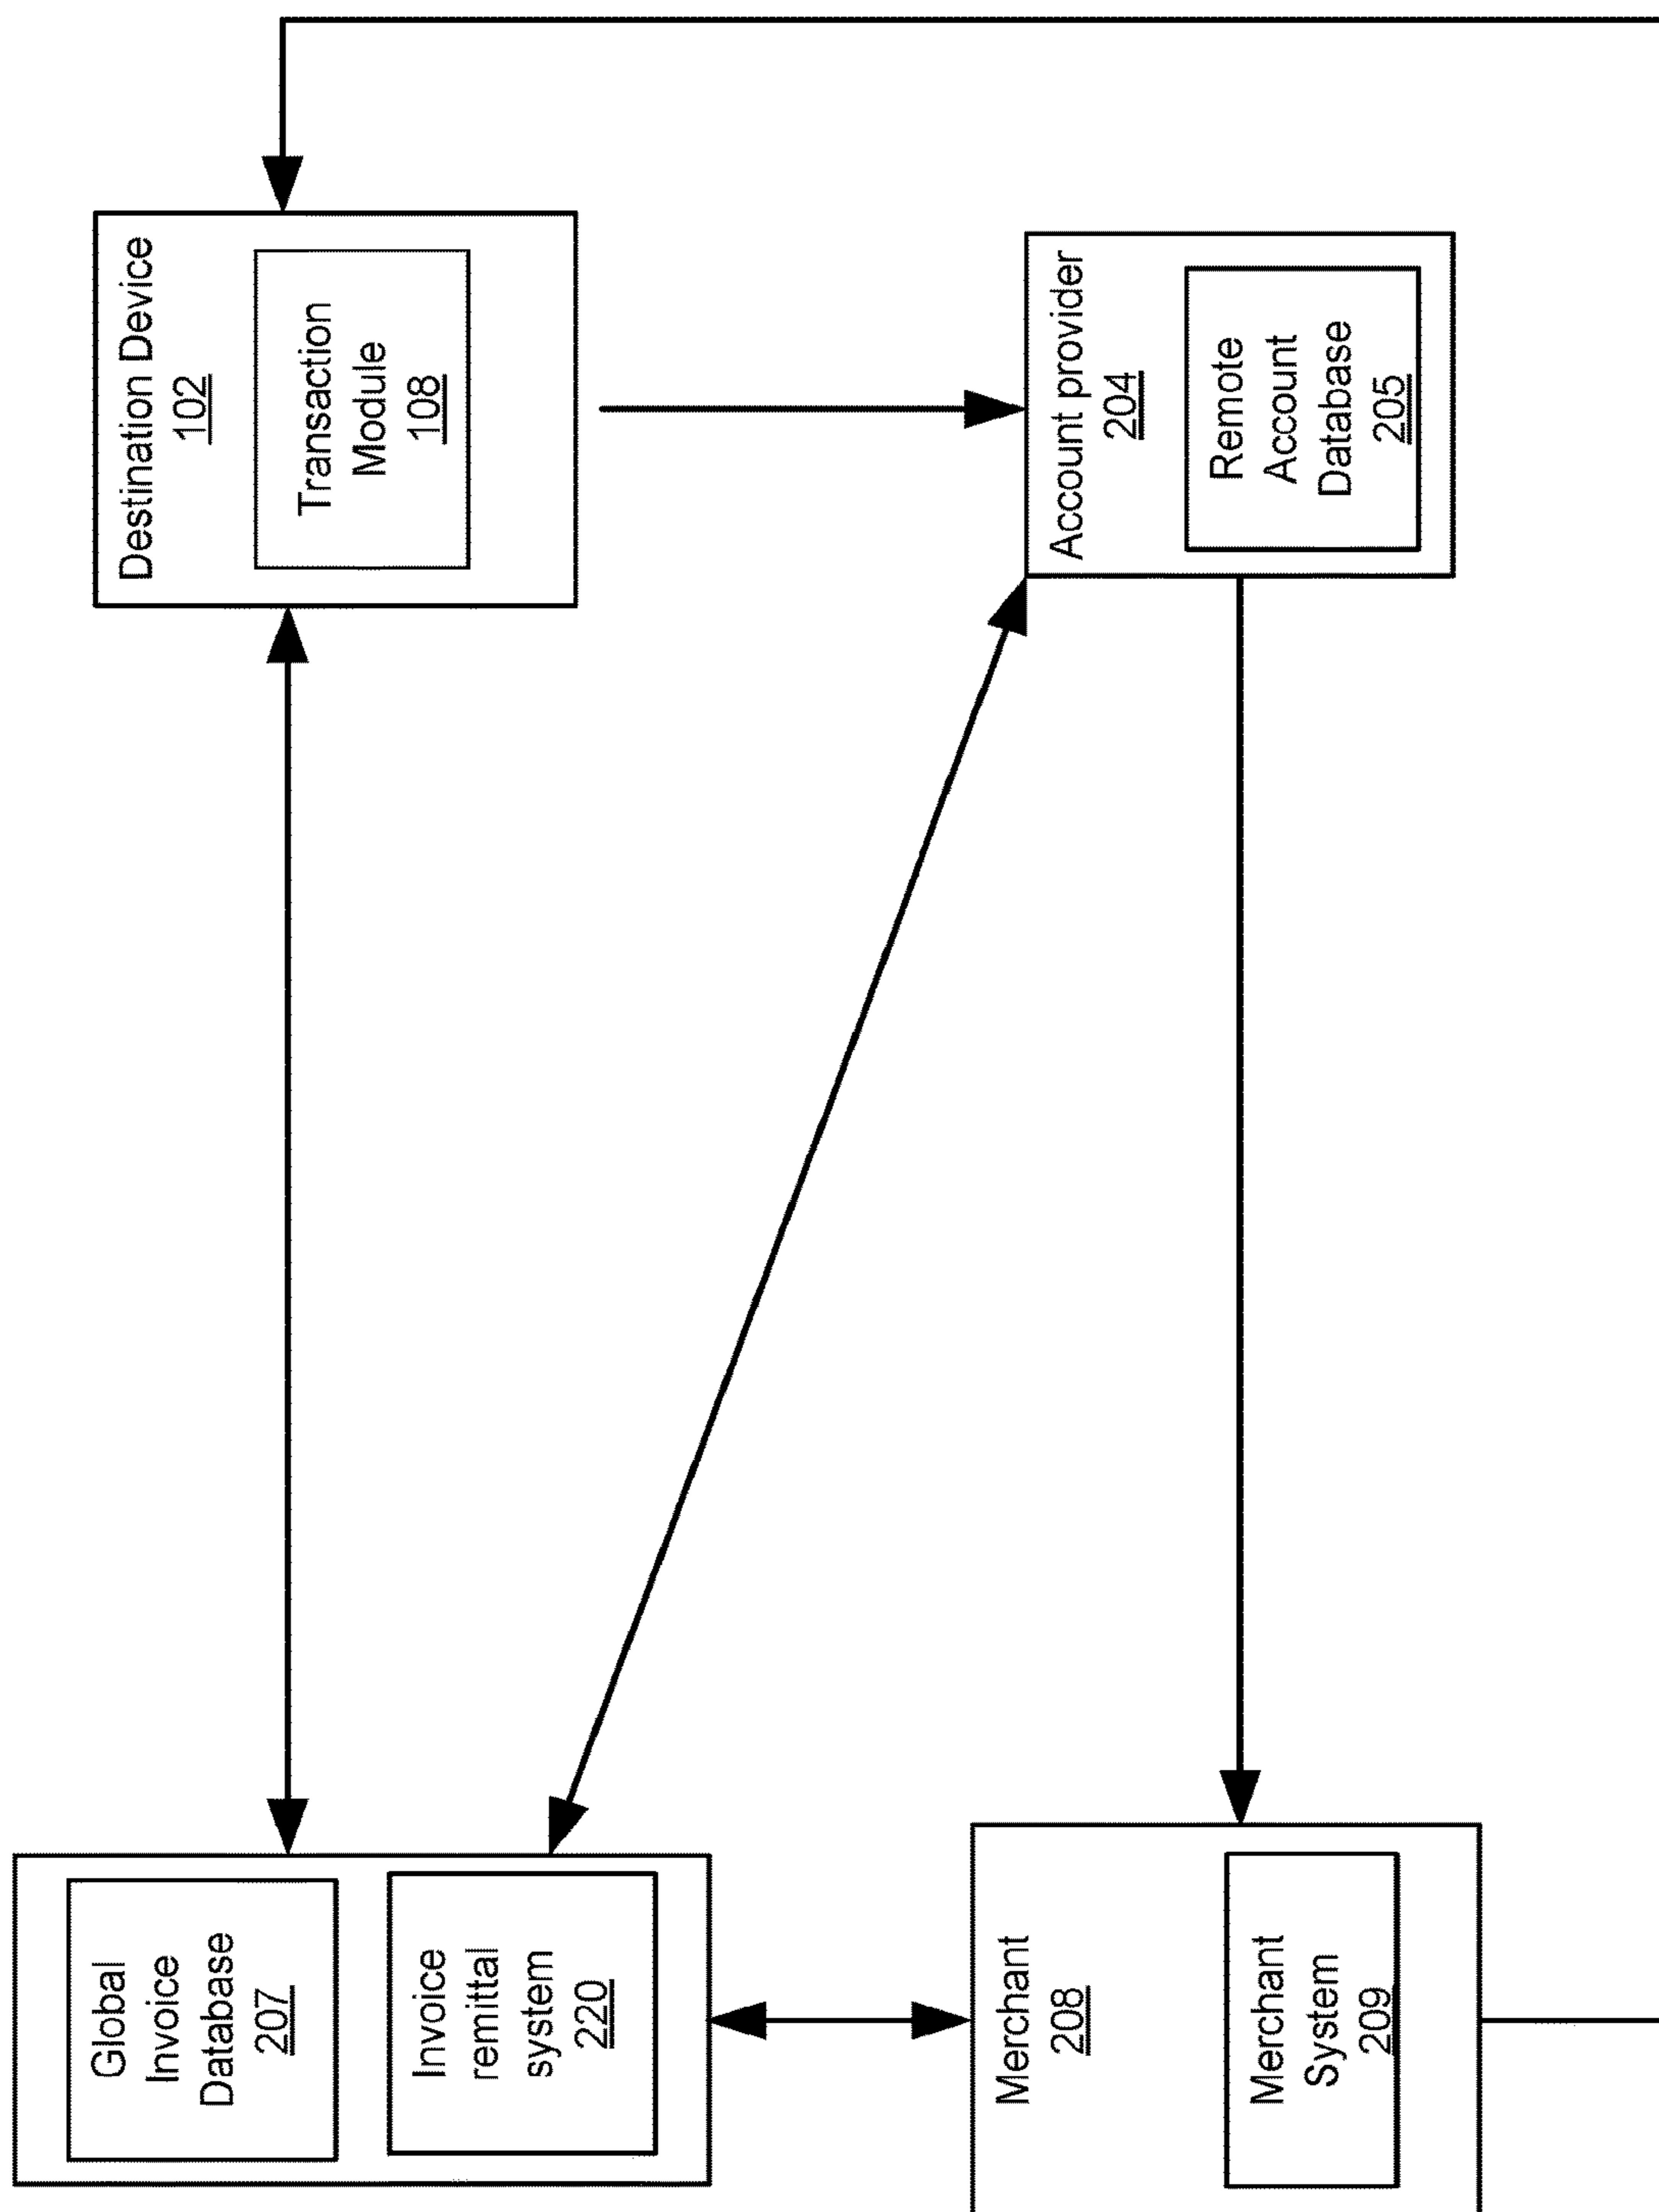 Global
Invoice
Database
207
Invoice
remittal
system
220
Destination Device
102
Transaction
Module
108
Merchant
208
Merchant
System
209
Account provider
204
Remote
Account
Database
205